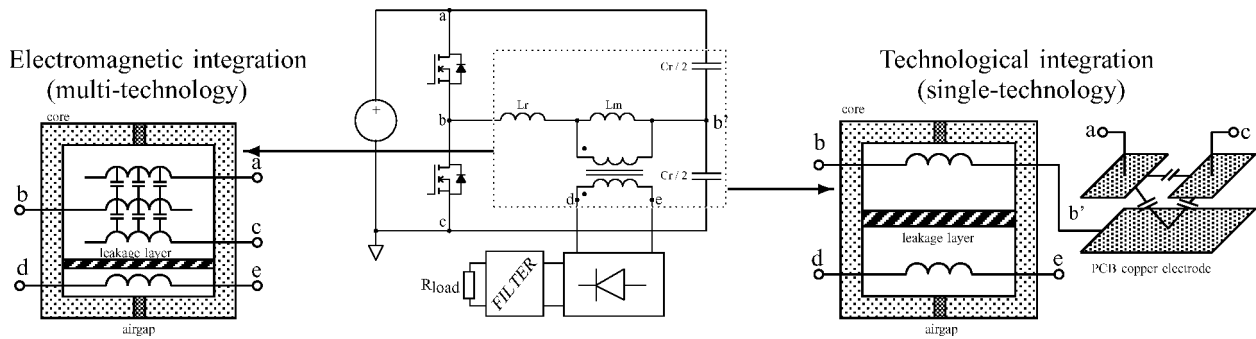 Electromagnetic integration
(multi-technology)
core
a
b
c
leakage layer
d
e
airgap
a
Cr / 2
+
Lr
Lm
b
b'
Cr / 2
d
e
c
Rload
FILTER
Technological integration
(single-technology)
core
a
c
b
b'
leakage layer
d
e
PCB copper electrode
airgap